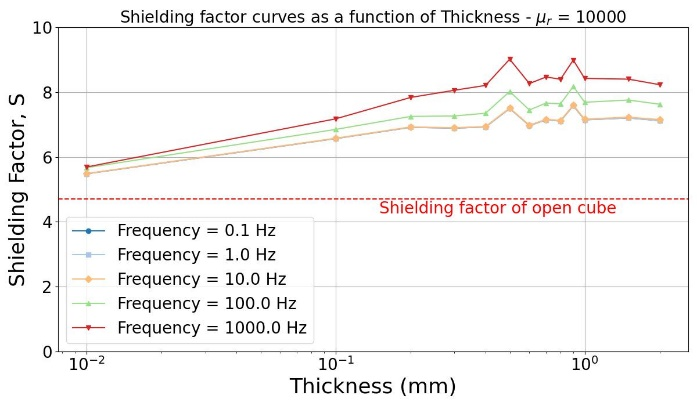 Shielding factor curves as a function of Thickness - μᵣ = 10000
Shielding Factor, S
10
8
6
4
2
0
Shielding factor of open cube
Frequency = 0.1 Hz
Frequency = 1.0 Hz
Frequency = 10.0 Hz
Frequency = 100.0 Hz
Frequency = 1000.0 Hz
10⁻² 10⁻¹ 10⁰
Thickness (mm)